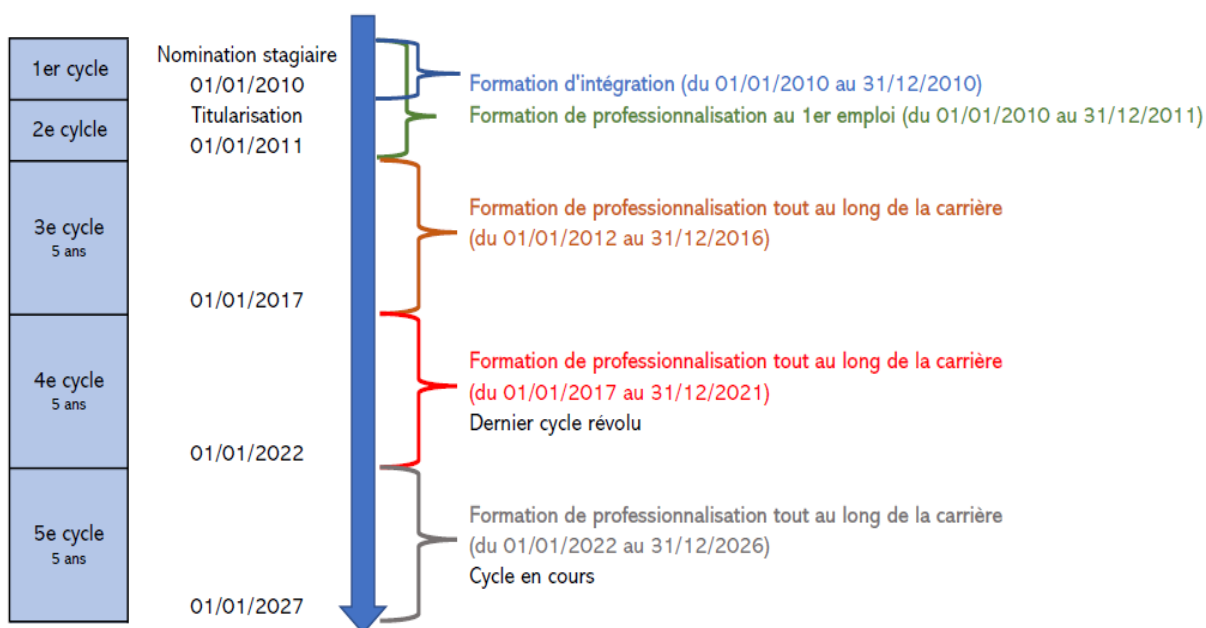 1er cycle
Nomination stagiaire
01/01/2010
Formation d'intégration (du 01/01/2010 au 31/12/2010)
2e cylcle
Titularisation
01/01/2011
Formation de professionalisation au 1er emploi (du 01/01/2010 au 31/12/2011)
3e cycle
5 ans
Formation de professionnalisation tout au long de la carrière
(du 01/01/2012 au 31/12/2016)
01/01/2017
4e cycle
5 ans
Formation de professionnalisation tout au long de la carrière
(du 01/01/2017 au 31/12/2021)
Dernier cycle révolu
01/01/2022
5e cycle
5 ans
Formation de professionnalisation tout au long de la carrière
(du 01/01/2022 au 31/12/2026)
Cycle en cours
01/01/2027